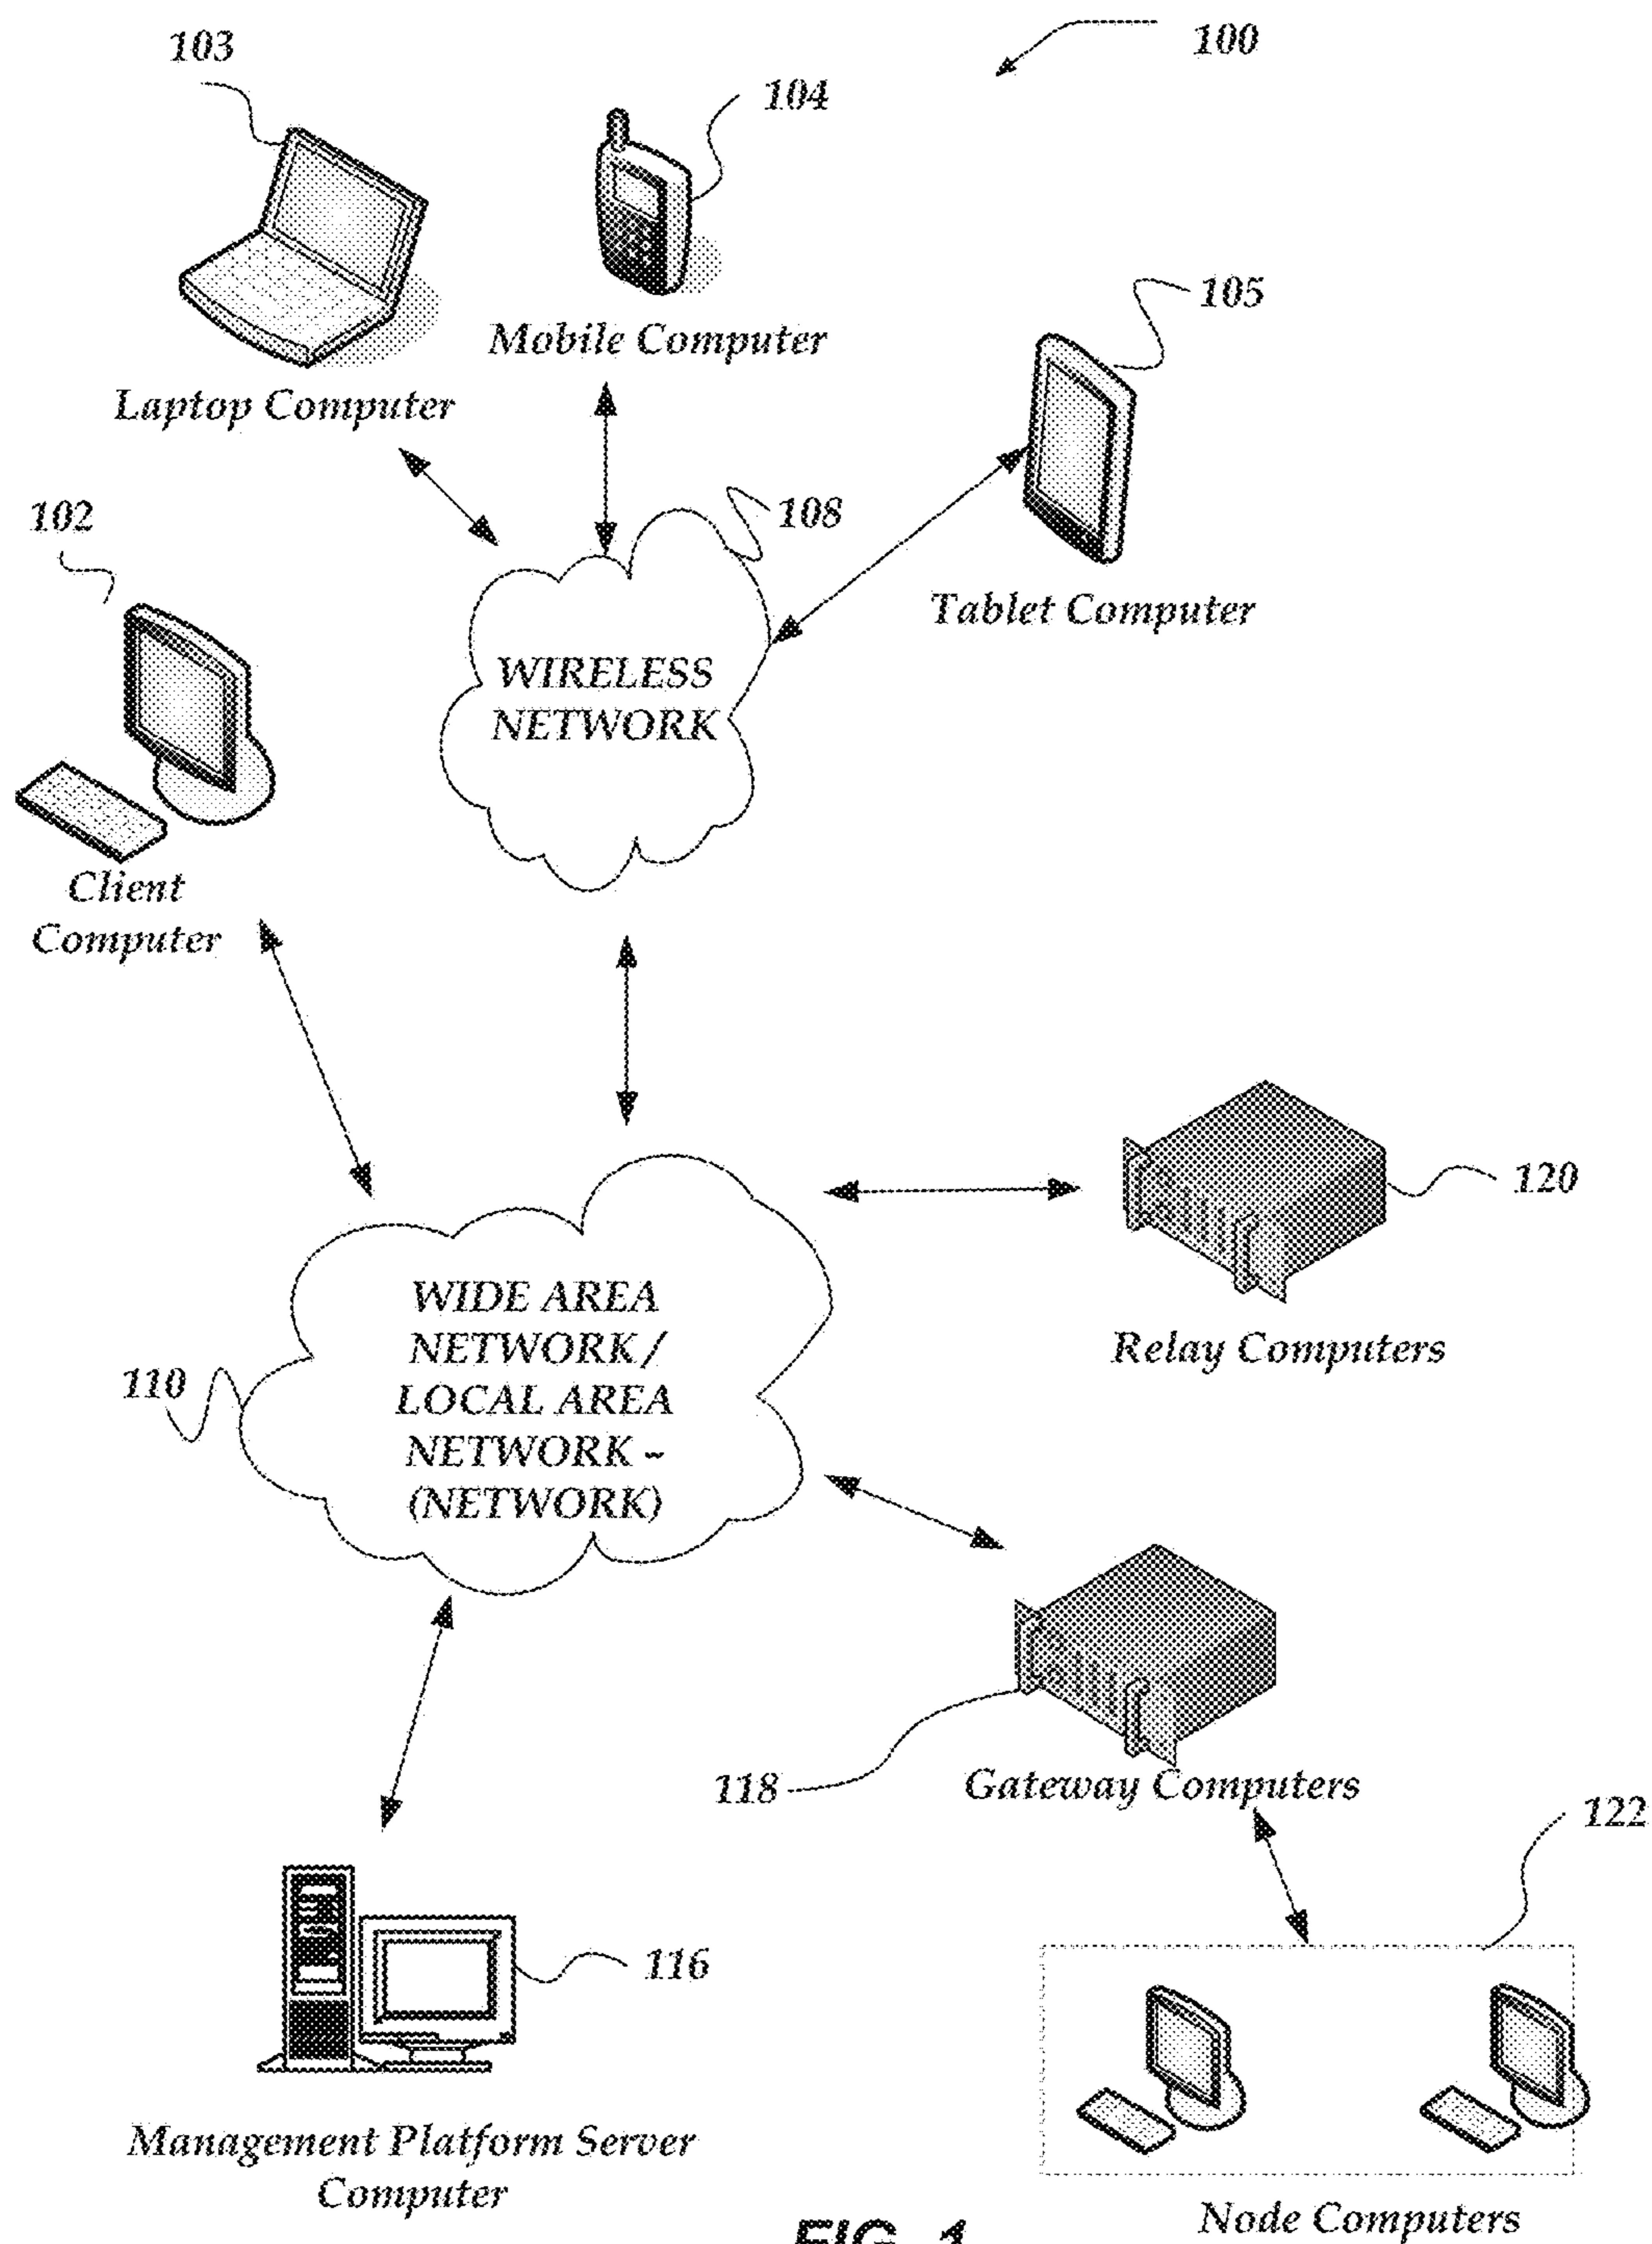 100
103
104
Mobile Computer
105
Laptop Computer
102
108
Tablet Computer
WIRELESS
NETWORK
Client
Computer
120
Relay Computers
110
WIDE AREA
NETWORK/
LOCAL AREA
NETWORK –
(NETWORK)
118
Gateway Computers
122
116
Management Platform Server
Computer
Node Computers
FIG. 1